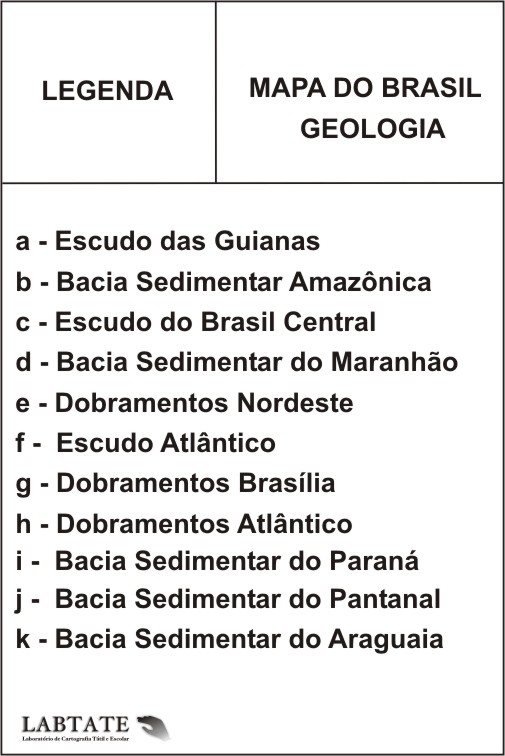 LEGENDA
MAPA DO BRASIL
GEOLOGIA
a - Escudo das Guianas
b - Bacia Sedimentar Amazônica
c - Escudo do Brasil Central
d - Bacia Sedimentar do Maranhão
e - Dobramentos Nordeste
f - Escudo Atlântico
g - Dobramentos Brasília
h - Dobramentos Atlântico
i - Bacia Sedimentar do Paraná
j - Bacia Sedimentar do Pantanal
k - Bacia Sedimentar do Araguaia
LABTATE
Laboratório de Cartografia Tátil e Escolar